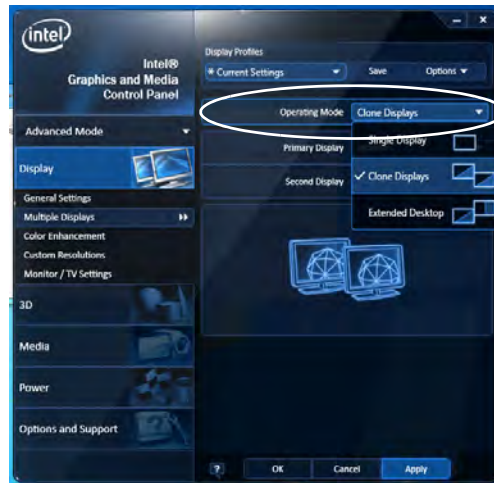 intel
Intel®
Graphics and Media
Control Panel
Advanced Mode
Display
General Settings
Multiple Displays
Color Enhancement
Custom Resolutions
Monitor / TV Settings
3D
Media
Power
Options and Support
Display Profiles
* Current Settings
Save
Options
Operating Mode
Clone Displays
Primary Display
Single Display
Second Display
Clone Displays
Extended Desktop
?
OK
Cancel
Apply